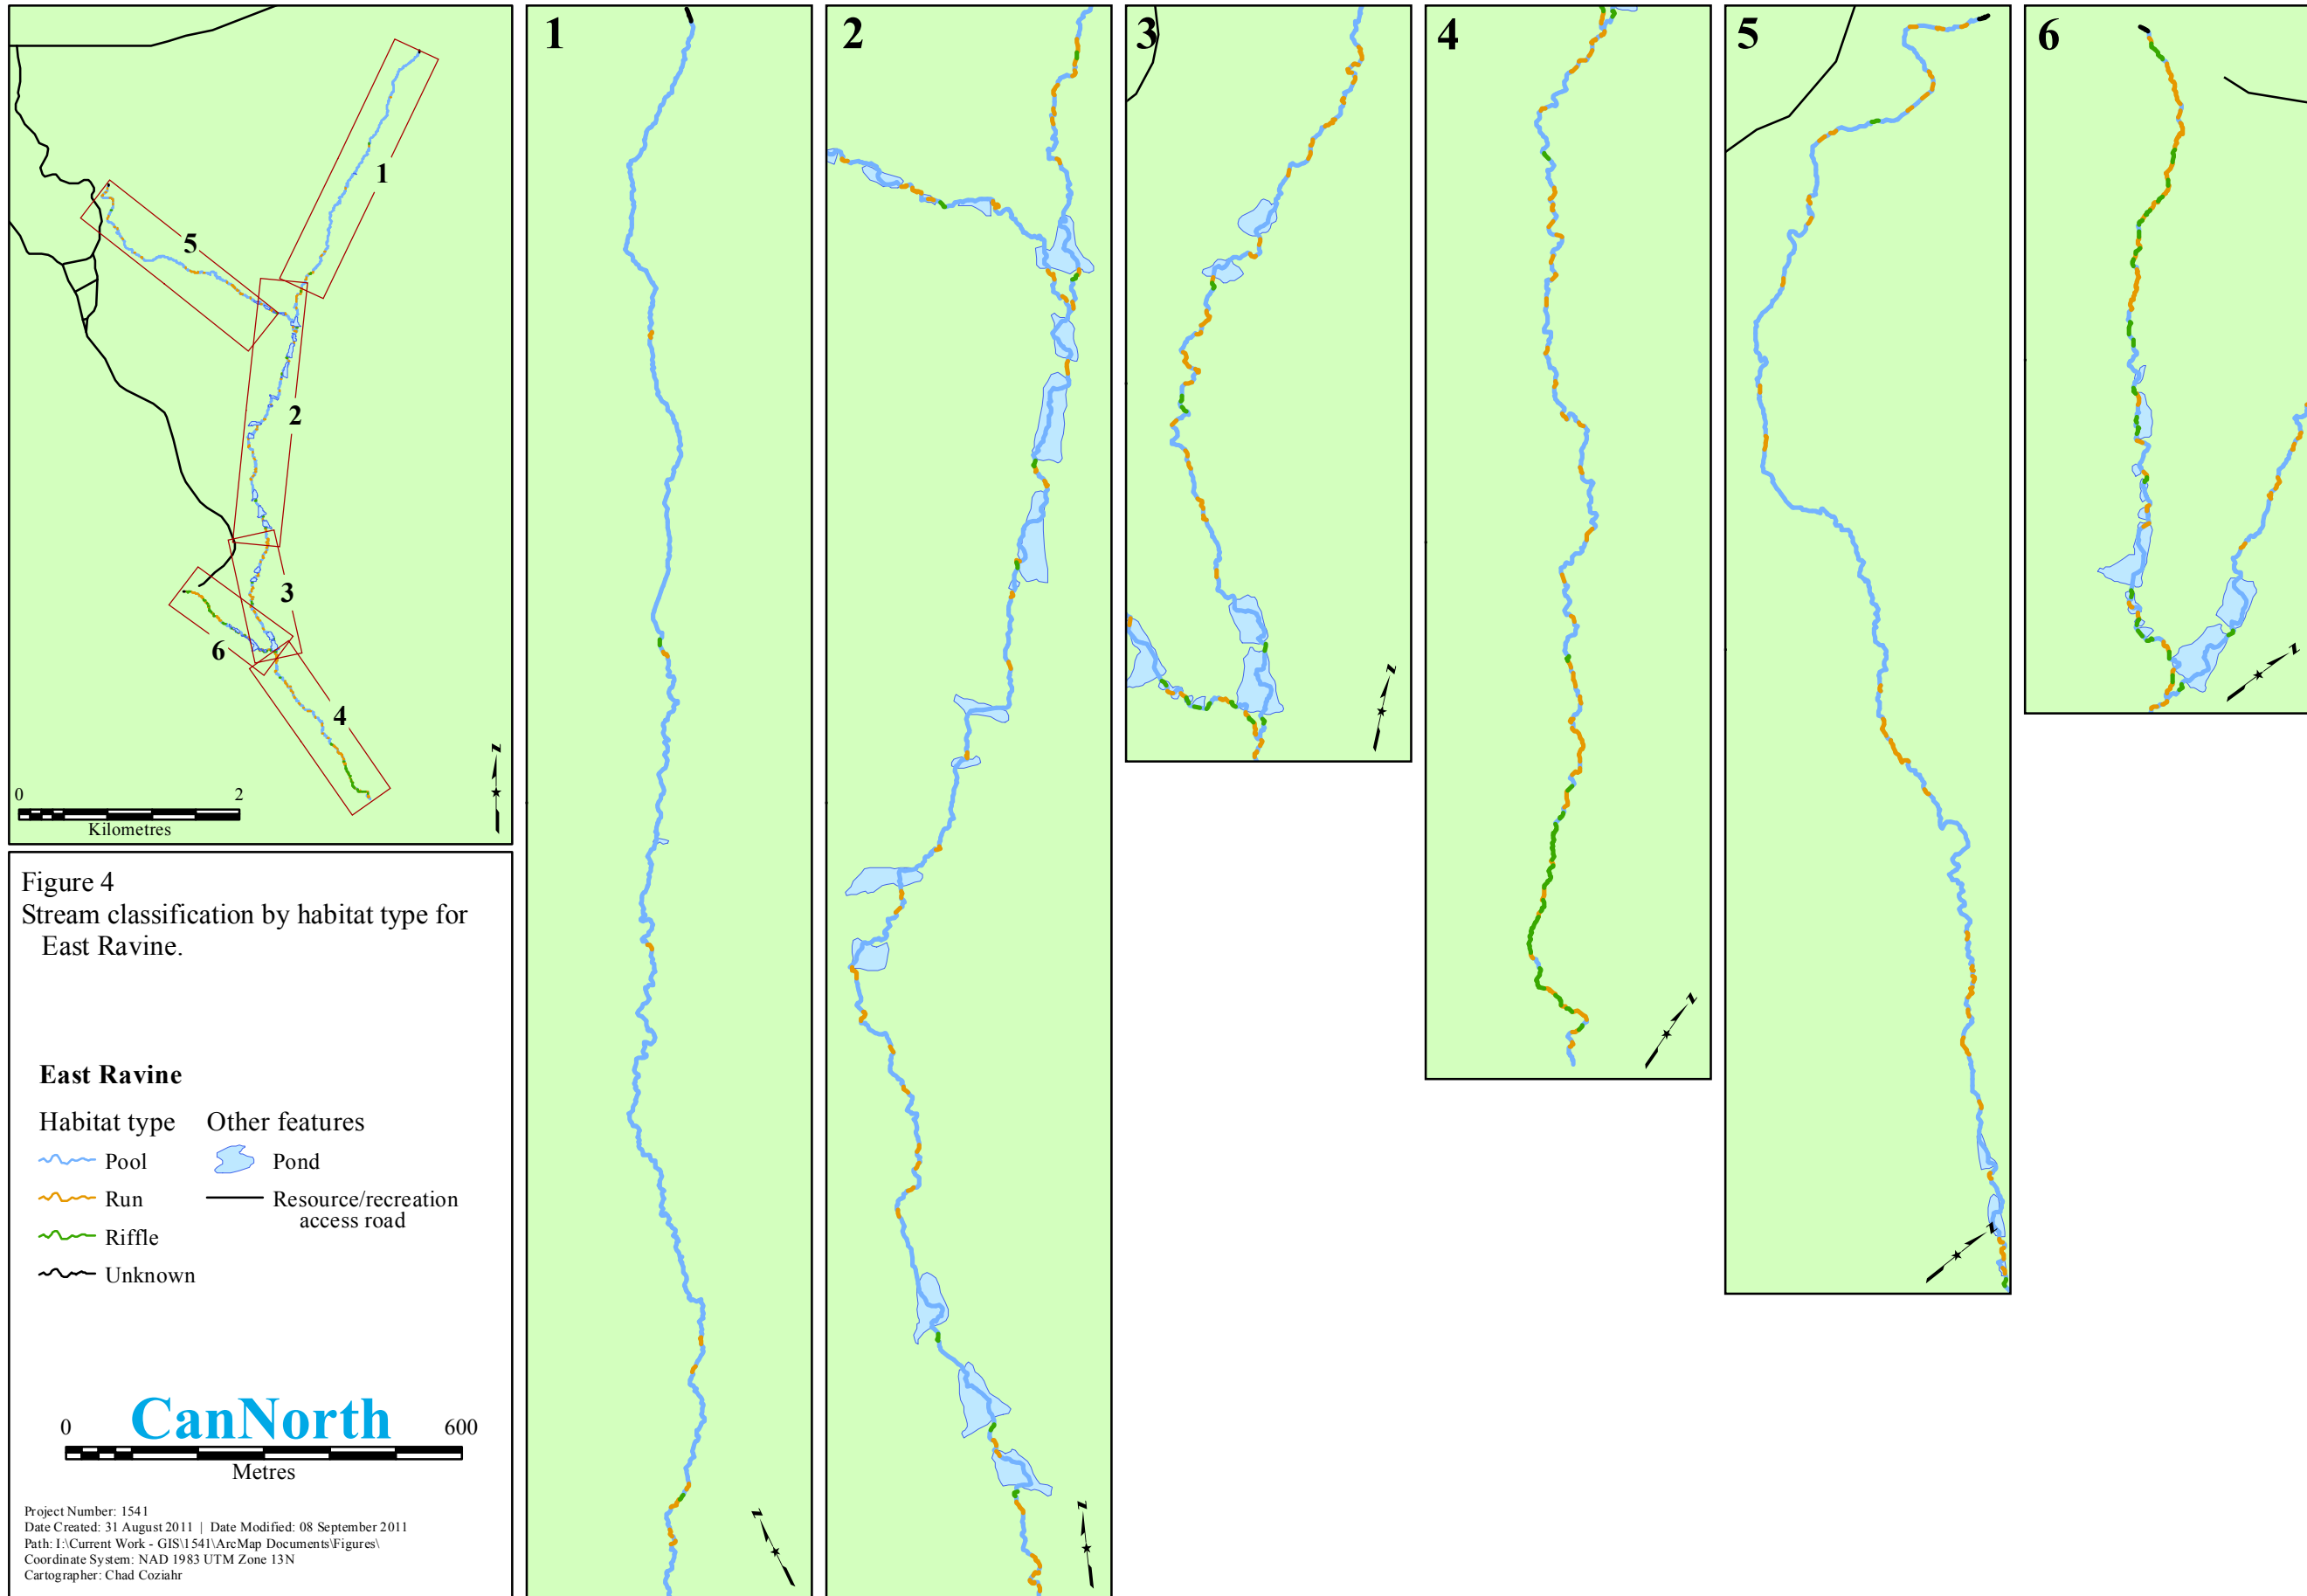 1
5
2
3
6
4
N
0 2
Kilometres
Figure 4
Stream classification by habitat type for
East Ravine.
East Ravine
Habitat type Other features
Pool Pond
Run Resource/recreation
access road
Riffle
Unknown
CanNorth
0 600
Metres
Project Number: 1541
Date Created: 31 August 2011 | Date Modified: 08 September 2011
Path: I:\Current Work - GIS\1541\ArcMap Documents\Figures\
Coordinate System: NAD 1983 UTM Zone 13N
Cartographer: Chad Coziahr
1
N
2
N
3
N
4
N
5
N
6
N